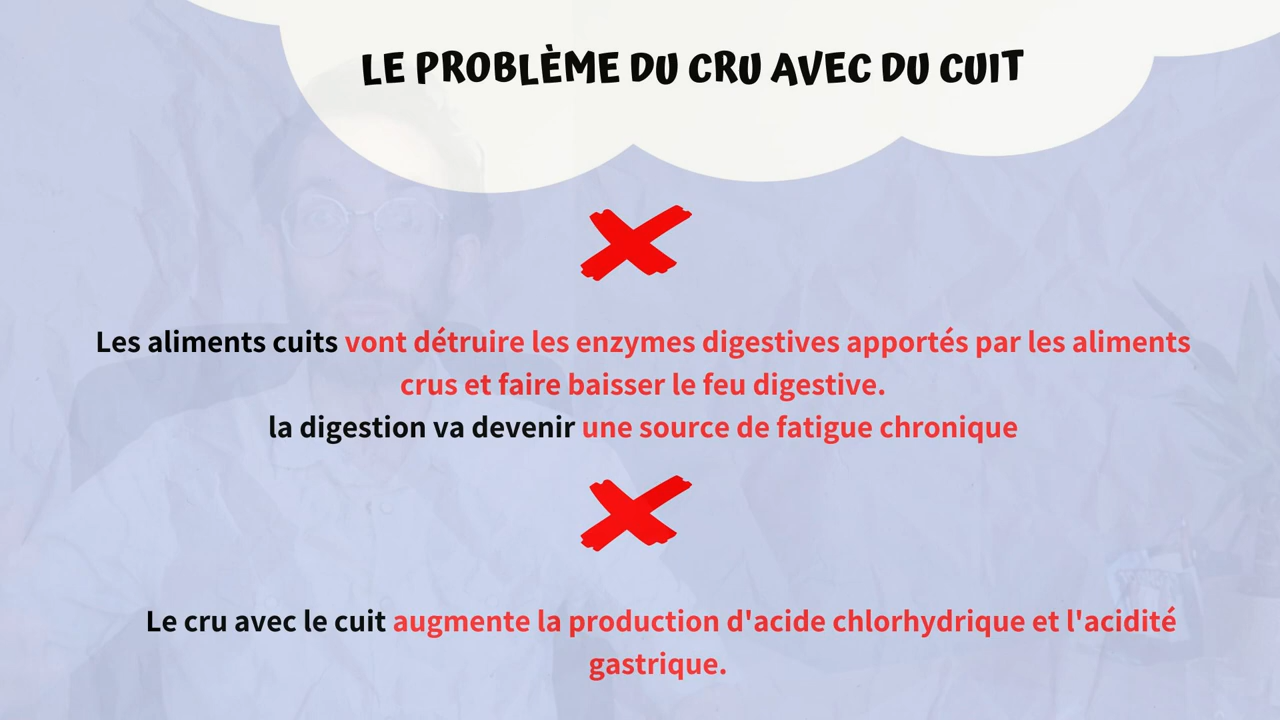 LE PROBLÈME DU CRU AVEC DU CUIT
Les aliments cuits vont détruire les enzymes digestives apportés par les aliments
crus et faire baisser le feu digestive.
la digestion va devenir une source de fatigue chronique
Le cru avec le cuit augmente la production d'acide chlorhydrique et l'acidité
gastrique.